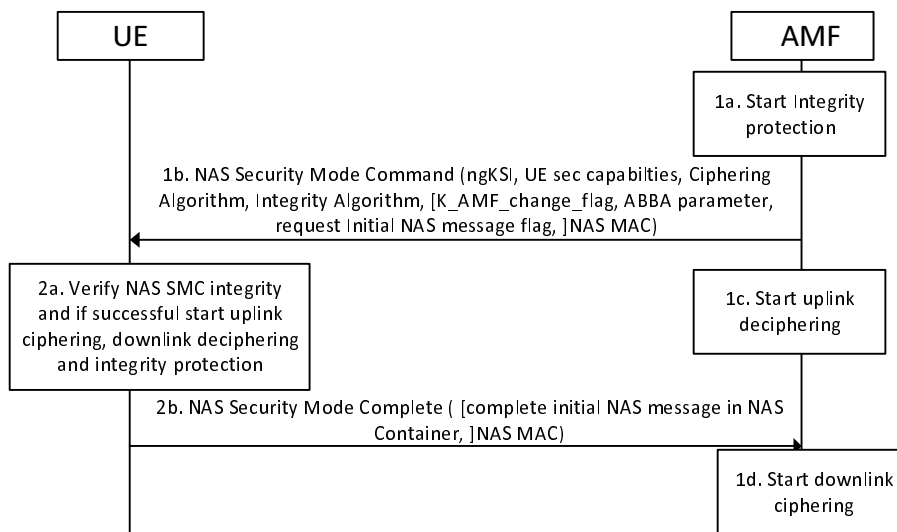 UE
AMF
1a. Start Integrity
protection
1b. NAS Security Mode Command (ngKSI, UE sec capabilties, Ciphering
Algorithm, Integrity Algorithm, [K_AMF_change_flag, ABBA parameter,
request Initial NAS message flag, ]NAS MAC)
2a. Verify NAS SMC integrity
and if successful start uplink
ciphering, downlink deciphering
and integrity protection
1c. Start uplink
deciphering
2b. NAS Security Mode Complete ( [complete initial NAS message in NAS
Container, ]NAS MAC)
1d. Start downlink
ciphering